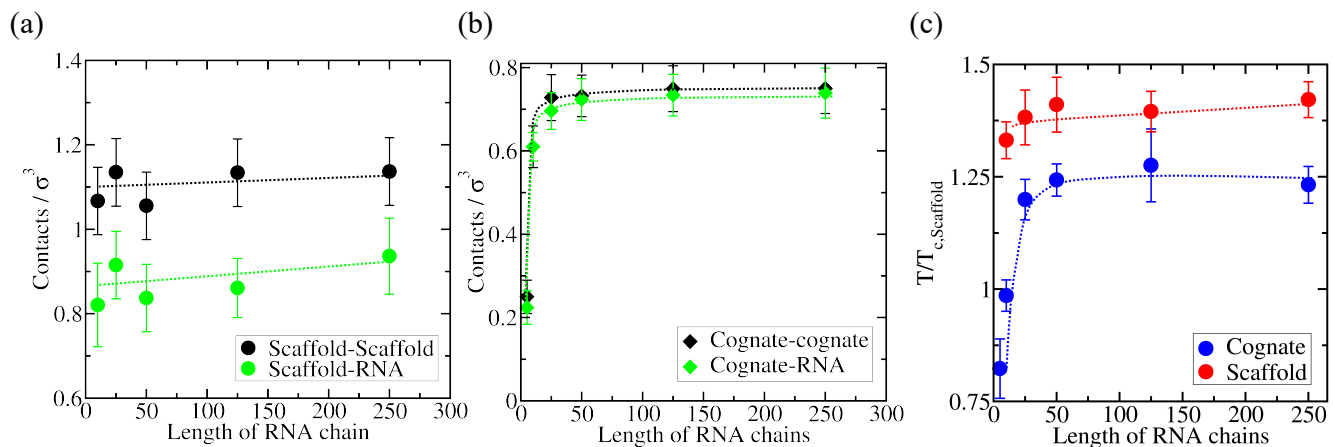 (a)
1.4
1.2
1
0.8
0.6
Contacts / σ³
0 50 100 150 200 250 300
Length of RNA chain
Scaffold-Scaffold
Scaffold-RNA
(b)
0.8
0.6
0.4
0.2
0
Contacts / σ³
0 50 100 150 200 250 300
Length of RNA chains
Cognate-cognate
Cognate-RNA
(c)
1.5
1.25
1
0.75
T/T_c,Scaffold
0 50 100 150 200 250
Length of RNA chains
Cognate
Scaffold